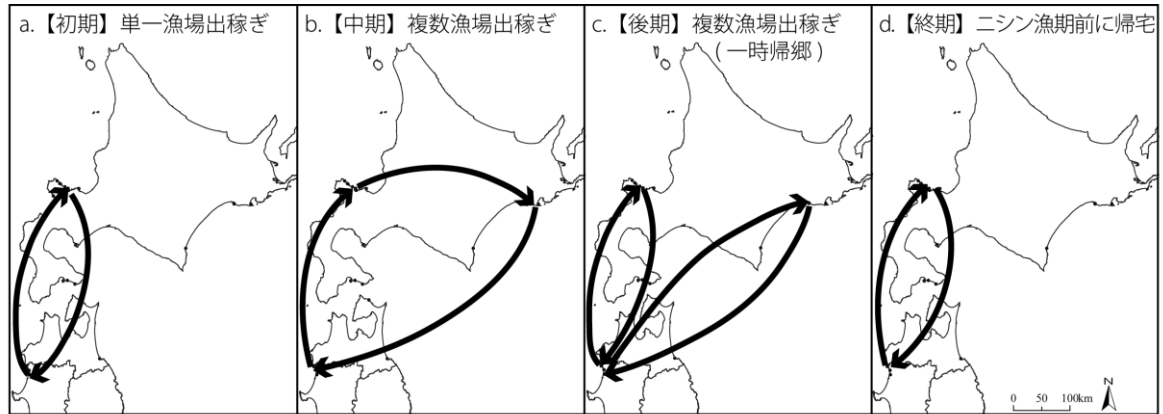 a.【初期】単一漁場出稼ぎ
b.【中期】複数漁場出稼ぎ
c.【後期】複数漁場出稼ぎ
(一時帰郷)
d.【終期】ニシン漁期前に帰宅
0 50 100km
N